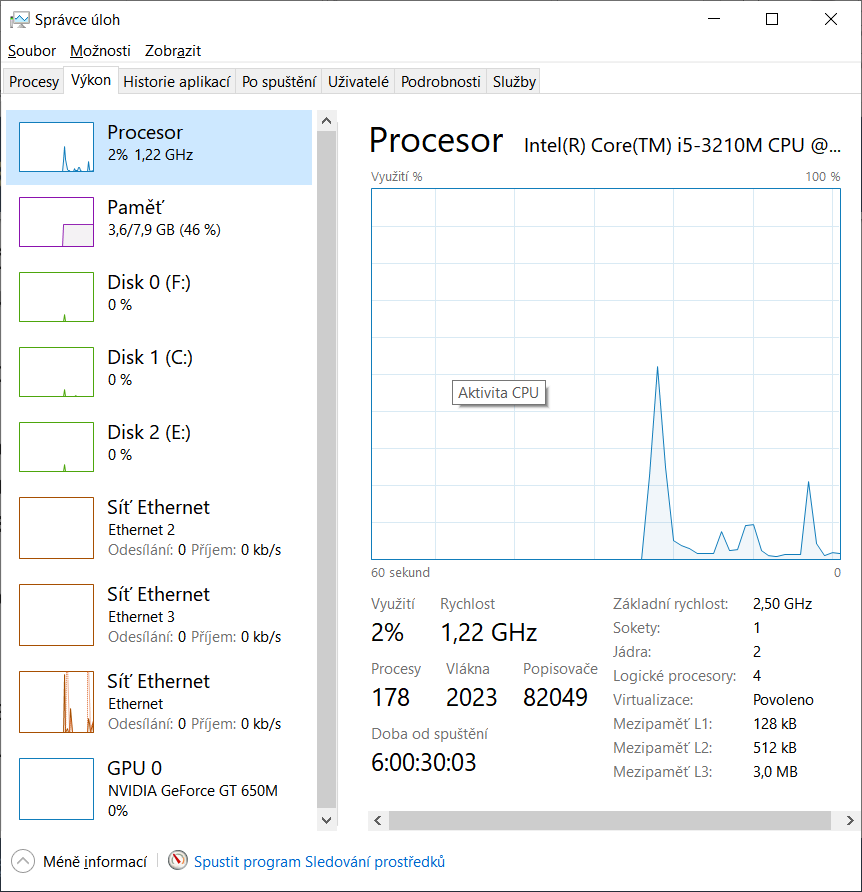 Správce úloh
Soubor Možnosti Zobrazit
Procesy Výkon Historie aplikací Po spuštění Uživatelé Podrobnosti Služby
Procesor
2% 1,22 GHz
Paměť
3,6/7,9 GB (46 %)
Disk 0 (F:)
0 %
Disk 1 (C:)
0 %
Disk 2 (E:)
0 %
Síť Ethernet
Ethernet 2
Odesílání: 0 Příjem: 0 kb/s
Síť Ethernet
Ethernet 3
Odesílání: 0 Příjem: 0 kb/s
Síť Ethernet
Ethernet
Odesílání: 0 Příjem: 0 kb/s
GPU 0
NVIDIA GeForce GT 650M
0%
Procesor Intel(R) Core(TM) i5-3210M CPU @...
Využití % 100 %
Aktivita CPU
60 sekund 0
Využití Rychlost
2% 1,22 GHz
Procesy Vlákna Popisovače
178 2023 82049
Doba od spuštění
6:00:30:03
Základní rychlost: 2,50 GHz
Sokety: 1
Jádra: 2
Logické procesory: 4
Virtualizace: Povoleno
Mezipaměť L1: 128 kB
Mezipaměť L2: 512 kB
Mezipaměť L3: 3,0 MB
Méně informací Spustit program Sledování prostředků